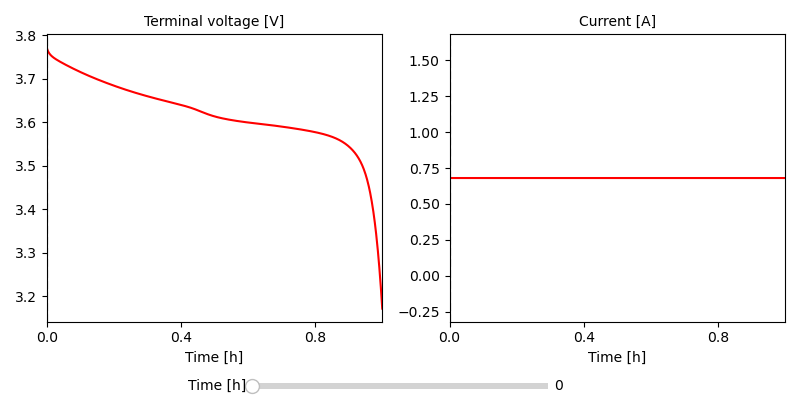 Terminal voltage [V]
3.8
3.7
3.6
3.5
3.4
3.3
3.2
0.0 0.4 0.8
Time [h]
Current [A]
1.50
1.25
1.00
0.75
0.50
0.25
0.00
−0.25
0.0 0.4 0.8
Time [h]
Time [h] 0